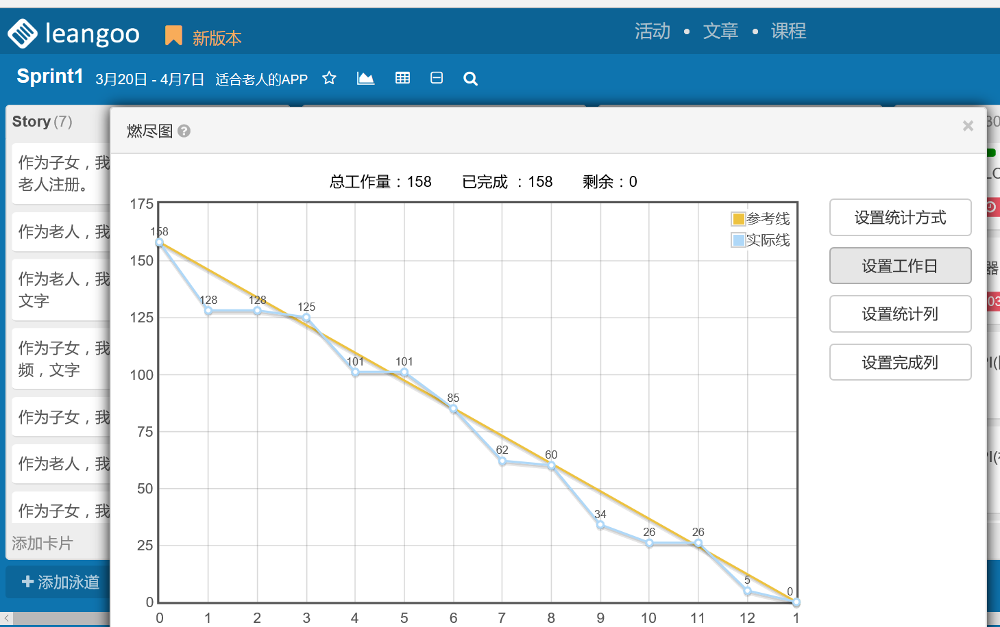 leangoo 新版本 活动 • 文章 • 课程
Sprint1 3月20日 - 4月7日 适合老人的APP
Story (7)
作为子女，我
老人注册。
作为老人，我
作为老人，我
文字
作为子女，我
频，文字
作为子女，我
作为老人，我
作为子女，我
添加卡片
添加泳道
燃尽图
总工作量：158 已完成 ：158 剩余：0
参考线
实际线
175
150
125
100
75
50
25
0
158
128
128
125
101
101
85
62
60
34
26
26
5
0
0 1 2 3 4 5 6 7 8 9 10 11 12 1
设置统计方式
设置工作日
设置统计列
设置完成列
器
03